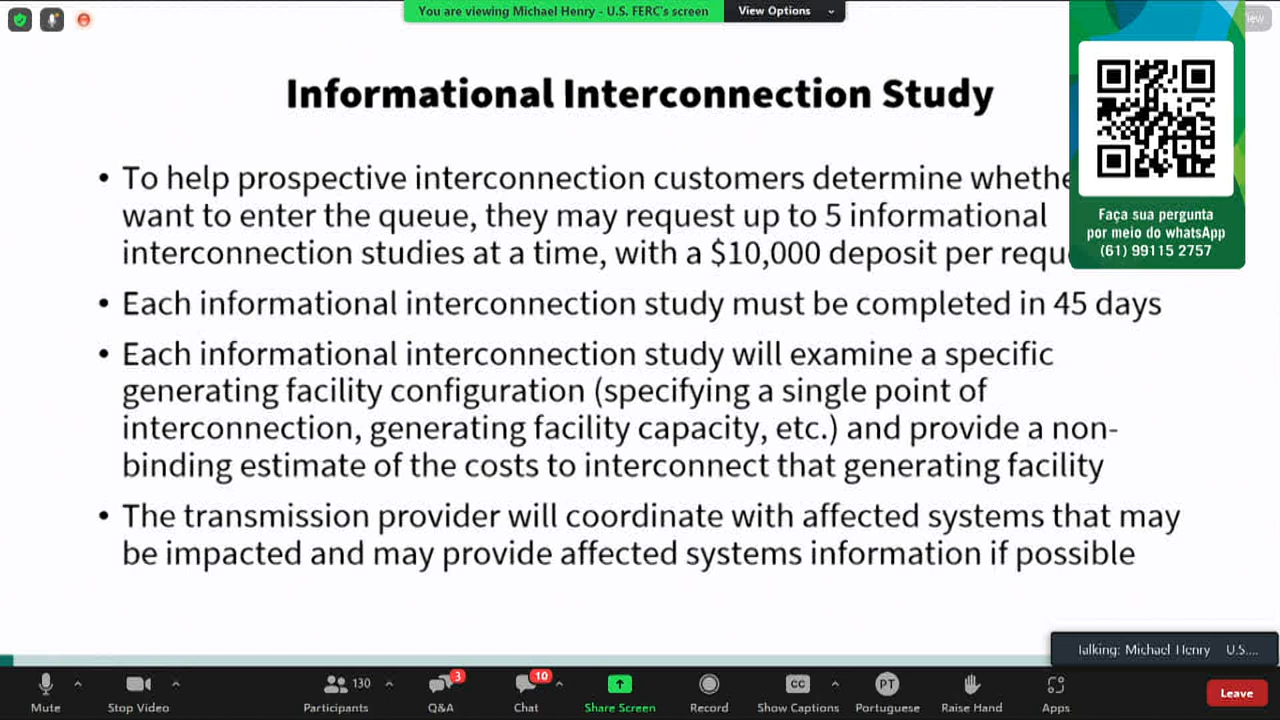 You are viewing Michael Henry - U.S. FERC's screen
View Options
Informational Interconnection Study
• To help prospective interconnection customers determine
want to enter the queue, they may request up to 5 informational
interconnection studies at a time, with a $10,000 deposit per
• Each informational interconnection study must be completed in 45 days
• Each informational interconnection study will examine a specific
generating facility configuration (specifying a single point of
interconnection, generating facility capacity, etc.) and provide a non-
binding estimate of the costs to interconnect that generating facility
• The transmission provider will coordinate with affected systems that may
be impacted and may provide affected systems information if possible
Faça sua pergunta
por meio do whatsApp
(61) 99115 2757
Talking: Michael Henry U.S....
Mute
Stop Video
130
Participants
3
Q&A
10
Chat
Share Screen
Record
CC
Show Captions
PT
Portuguese
Raise Hand
Apps
Leave